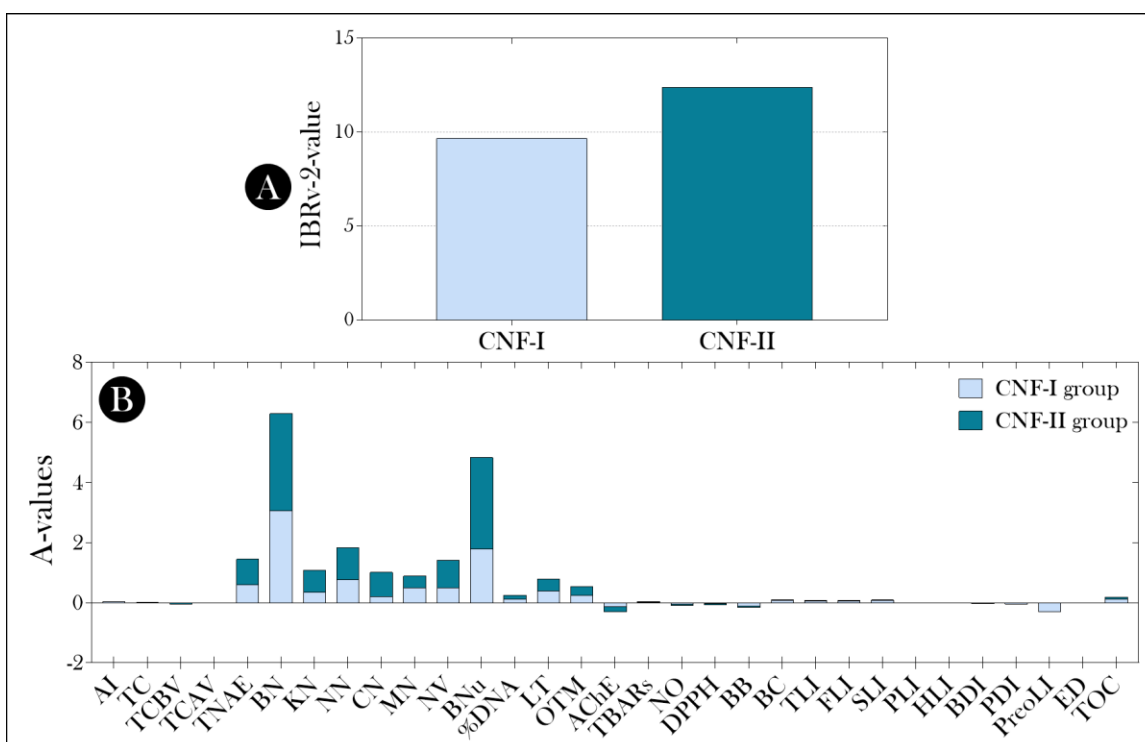 15
10
5
0
IBRv-2-value
A
CNF-I
CNF-II
8
6
4
2
0
-2
A-values
B
CNF-I group
CNF-II group
AI
TC
TCBV
TCAV
TNAE
BN
KN
NN
CN
MN
NV
BNu
%DNA
LT
OTM
AChE
TBARs
NO
DPPH
BB
BC
TLI
FLI
SLI
PLI
HLI
BDI
PDI
PreoLI
ED
TOC